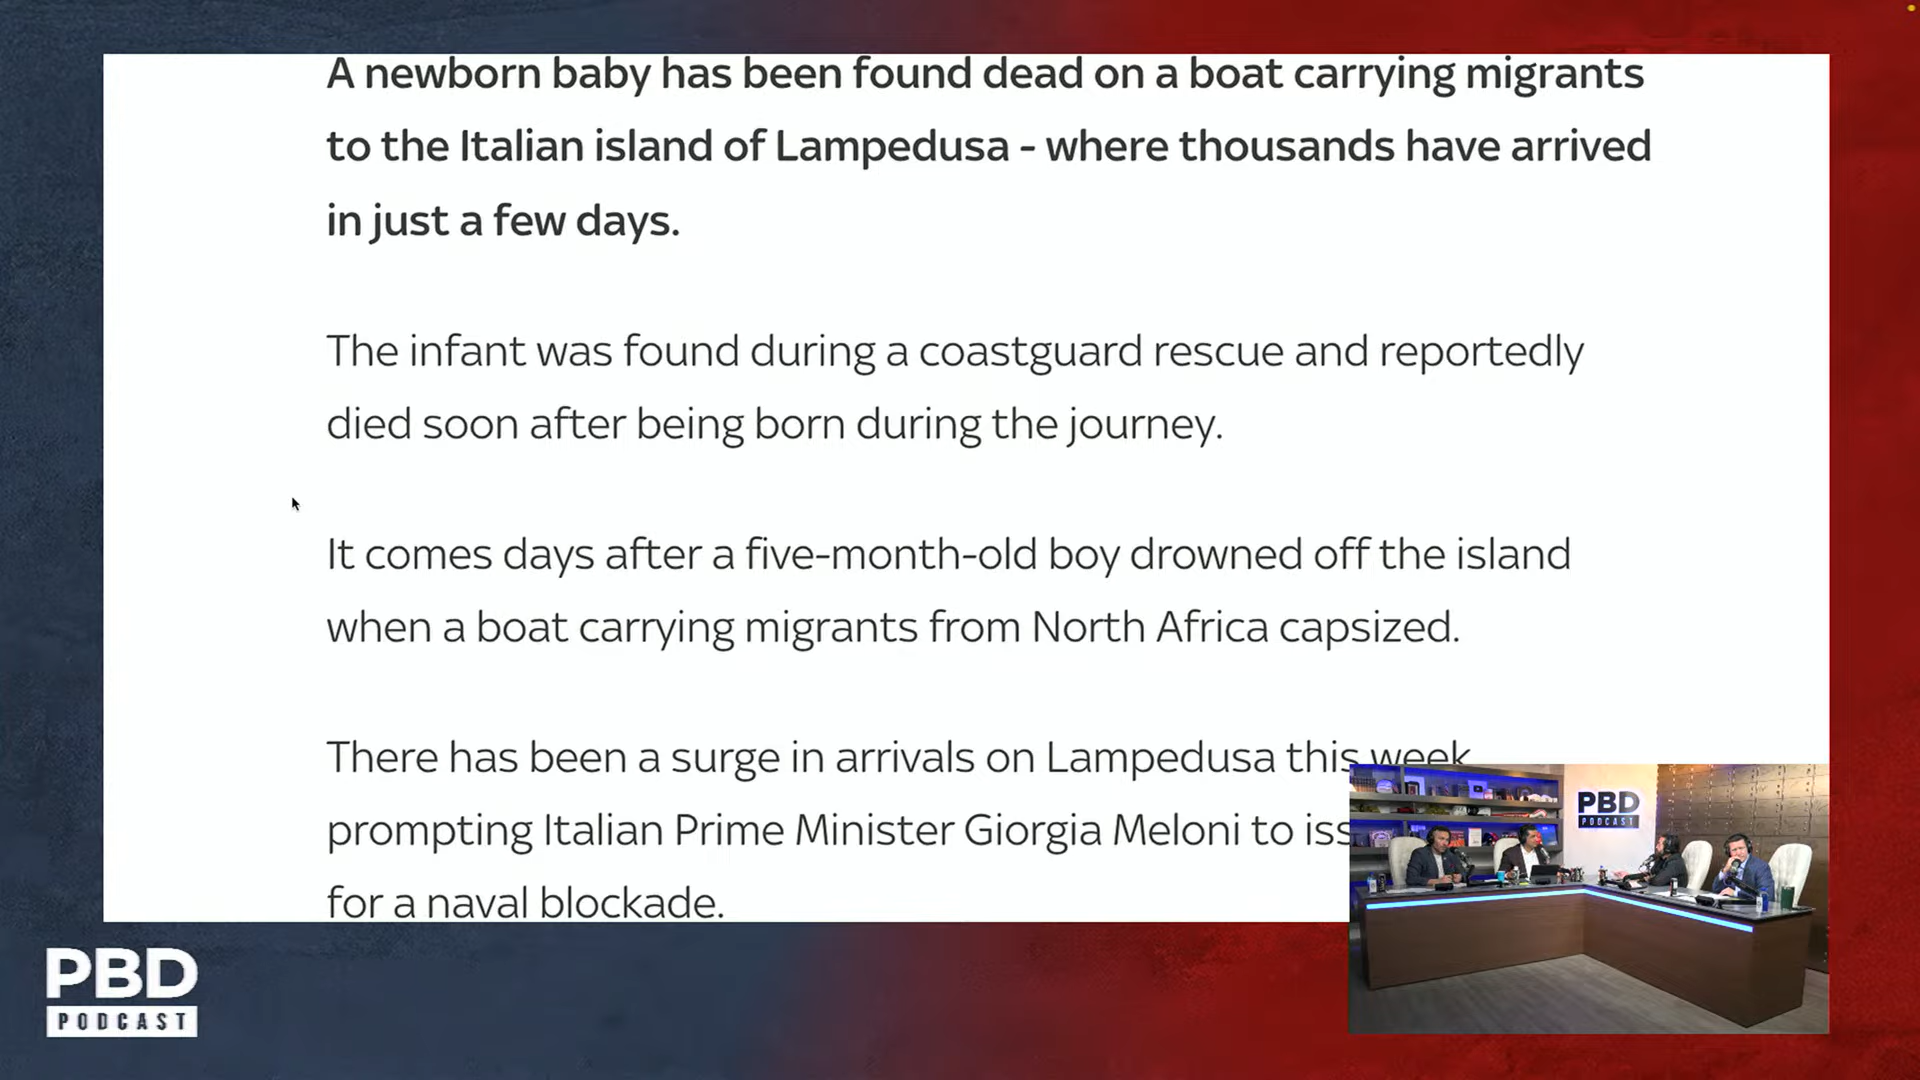 A newborn baby has been found dead on a boat carrying migrants
to the Italian island of Lampedusa - where thousands have arrived
in just a few days.
The infant was found during a coastguard rescue and reportedly
died soon after being born during the journey.
It comes days after a five-month-old boy drowned off the island
when a boat carrying migrants from North Africa capsized.
There has been a surge in arrivals on Lampedusa this week
prompting Italian Prime Minister Giorgia Meloni to
for a naval blockade.
PBD
PODCAST
PBD
PODCAST